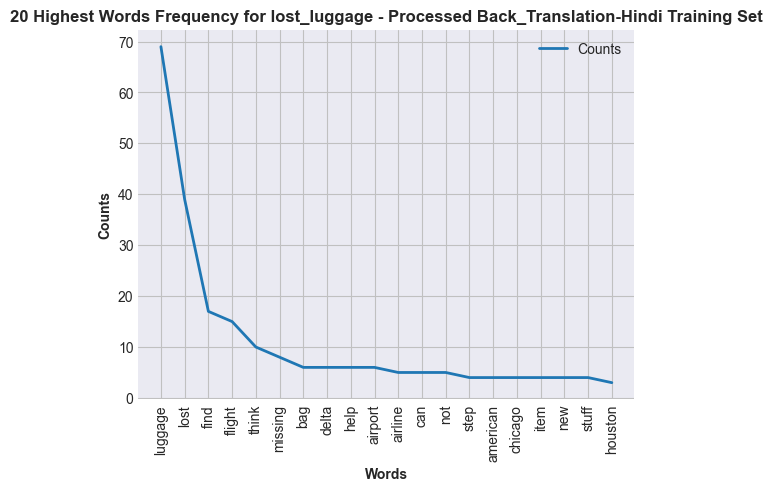 20 Highest Words Frequency for lost_luggage - Processed Back_Translation-Hindi Training Set
Counts
70
60
50
40
30
20
10
0
Counts
luggage
lost
find
flight
think
missing
bag
delta
help
airport
airline
can
not
step
american
chicago
item
new
stuff
houston
Words